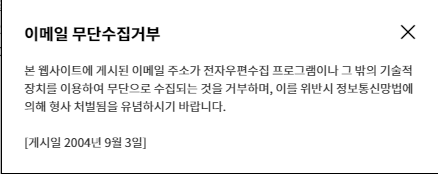 이메일 무단수집거부
본 웹사이트에 게시된 이메일 주소가 전자우편수집 프로그램이나 그 밖의 기술적
장치를 이용하여 무단으로 수집되는 것을 거부하며, 이를 위반시 정보통신망법에
의해 형사 처벌됨을 유념하시기 바랍니다.
[게시일 2004년 9월 3일]